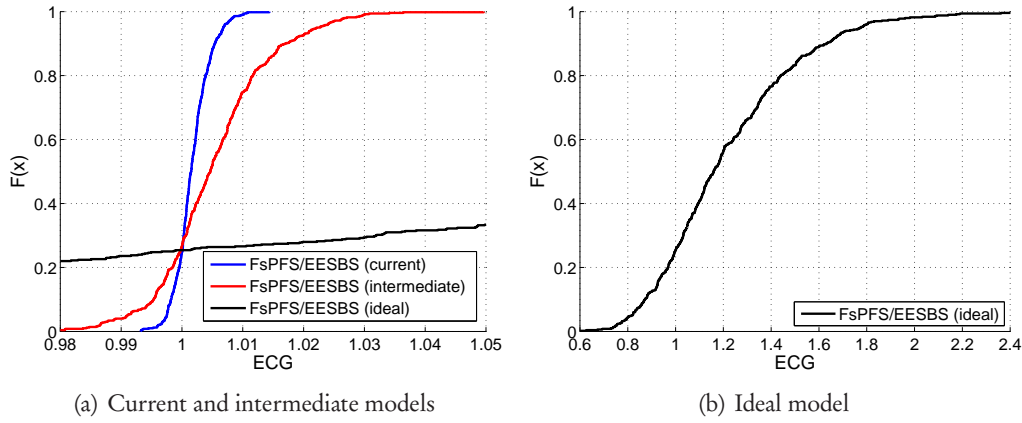 1
0.8
0.6
0.4
0.2
0
F(x)
0.98 0.99 1 1.01 1.02 1.03 1.04 1.05
ECG
FsPFS/EESBS (current)
FsPFS/EESBS (intermediate)
FsPFS/EESBS (ideal)
(a) Current and intermediate models
1
0.8
0.6
0.4
0.2
0
F(x)
0.6 0.8 1 1.2 1.4 1.6 1.8 2 2.2 2.4
ECG
FsPFS/EESBS (ideal)
(b) Ideal model